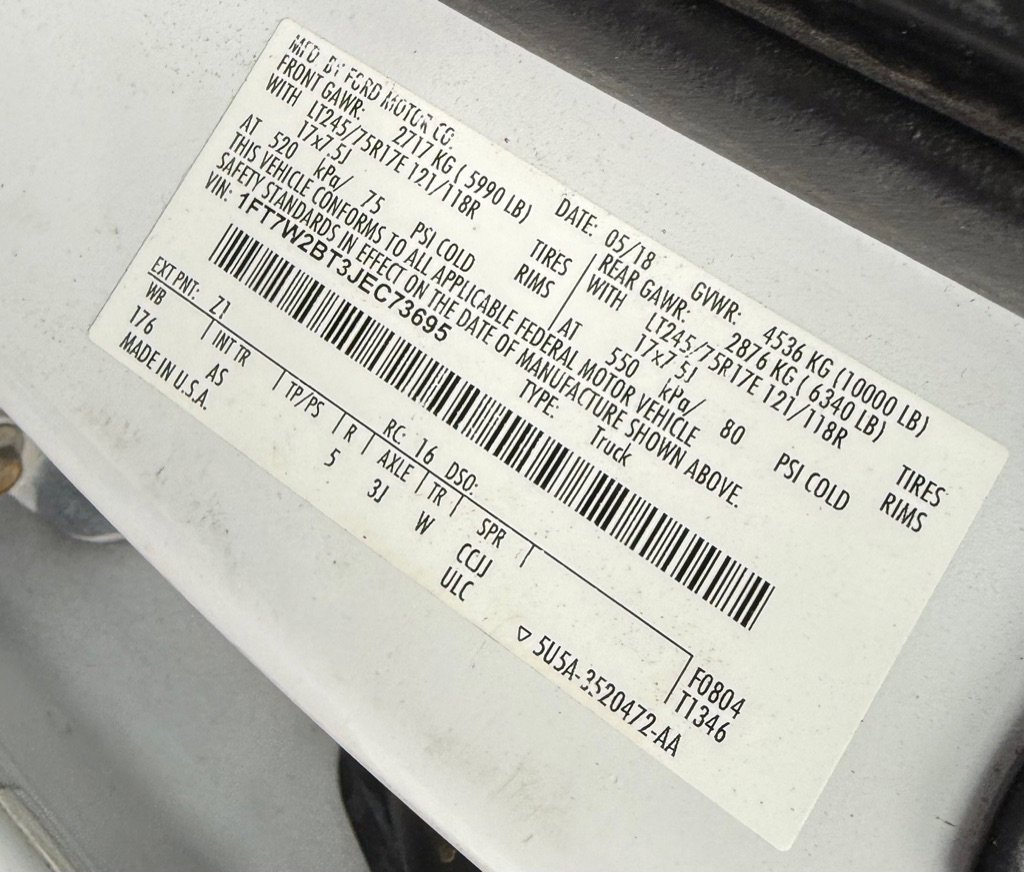 MFD. BY FORD MOTOR CO.
DATE: 05/18 GVWR: 4536 KG (10000 LB)
FRONT GAWR: 2717 KG ( 5990 LB) REAR GAWR: 2876 KG ( 6340 LB)
WITH LT245/75R17E 121/118R TIRES WITH LT245/75R17E 121/118R TIRES
17x7.5J RIMS 17x7.5J RIMS
AT 520 kPa/ 75 PSI COLD AT 550 kPa/ 80 PSI COLD
THIS VEHICLE CONFORMS TO ALL APPLICABLE FEDERAL MOTOR VEHICLE
SAFETY STANDARDS IN EFFECT ON THE DATE OF MANUFACTURE SHOWN ABOVE.
VIN: 1FT7W2BT3JEC73695 TYPE: Truck
F0804
T1346
EXT PNT: Z1 RC: 16 DSO:
WB INT TR TP/PS R AXLE TR SPR
176 AS 5 3J W CCJJ
MADE IN U.S.A. ULC
5U5A-3520472-AA